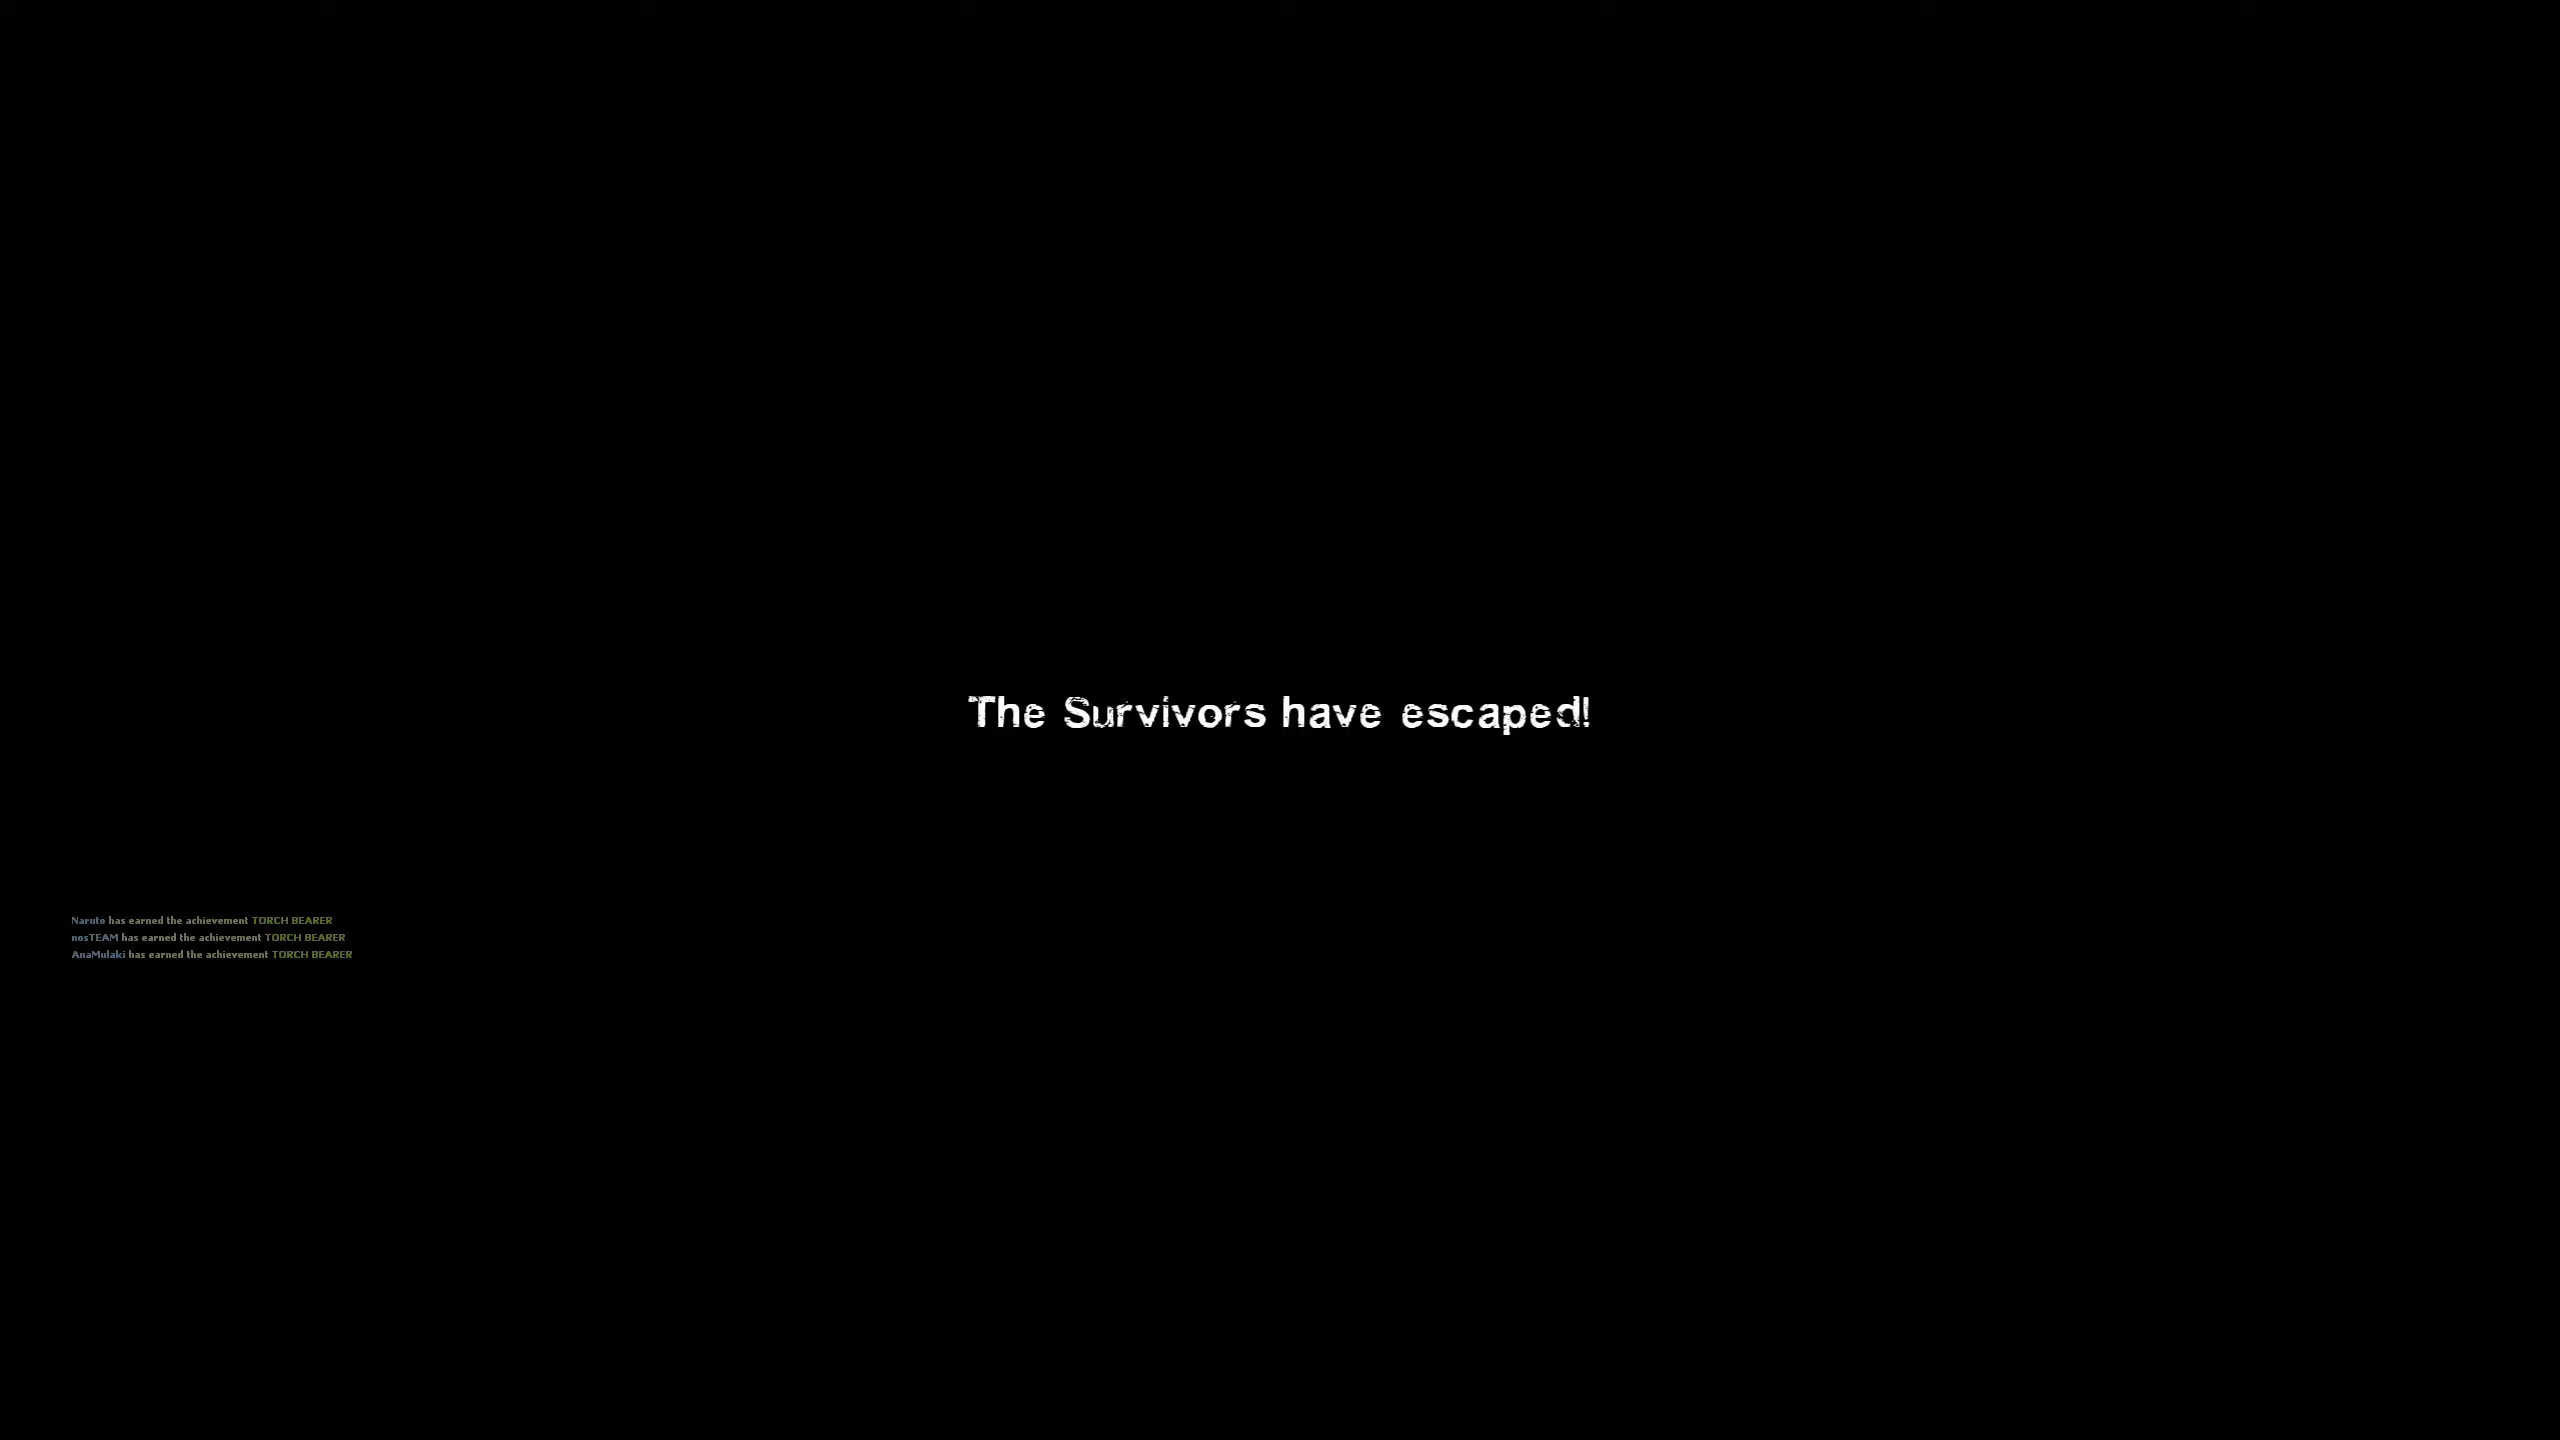 The Survivors have escaped!
Naruto has earned the achievement TORCH BEARER
nosTEAM has earned the achievement TORCH BEARER
AnaMulaki has earned the achievement TORCH BEARER